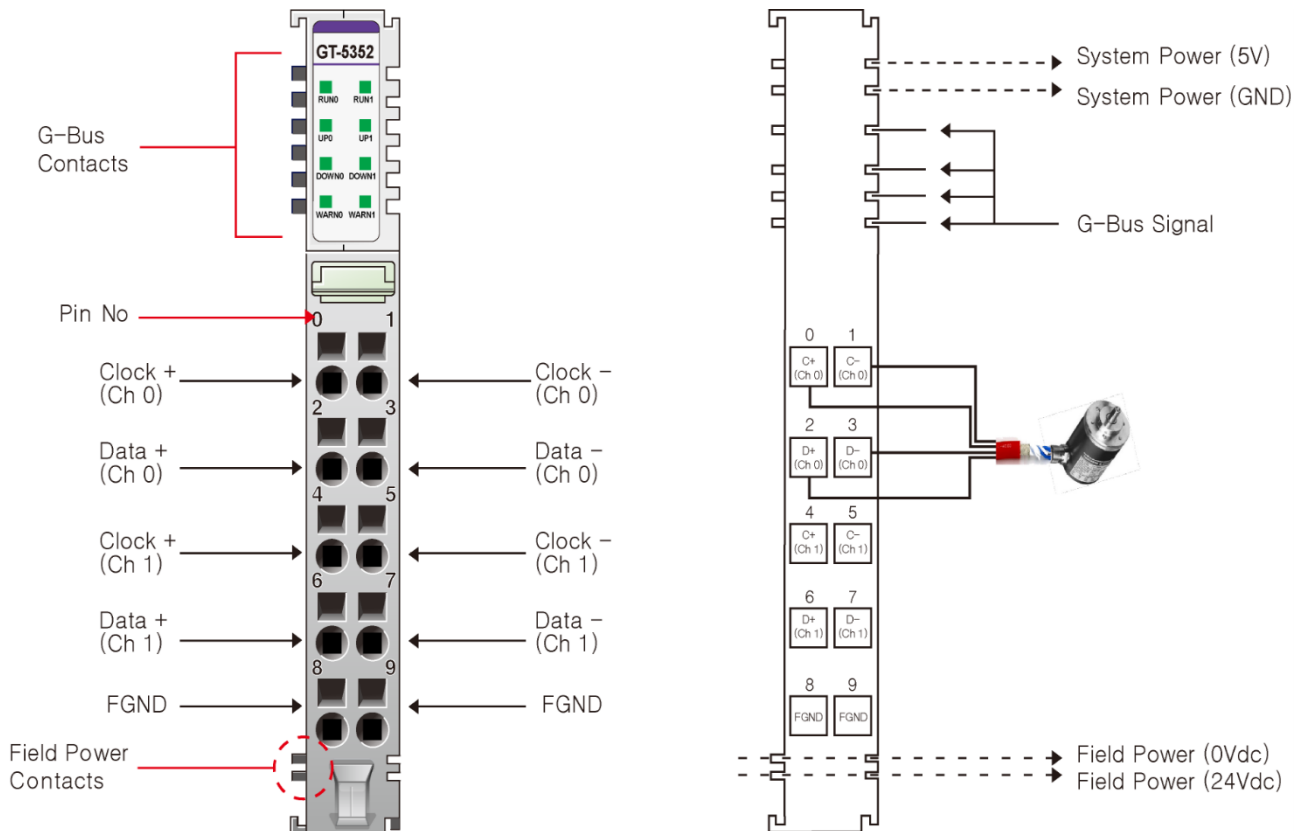 GT-5352
RUN0 RUN1
UP0 UP1
DOWN0 DOWN1
WARN0 WARN1
G-Bus
Contacts
Pin No
0 1
Clock +
(Ch 0)
Clock -
(Ch 0)
2 3
Data +
(Ch 0)
Data -
(Ch 0)
4 5
Clock +
(Ch 1)
Clock -
(Ch 1)
6 7
Data +
(Ch 1)
Data -
(Ch 1)
8 9
FGND
FGND
Field Power
Contacts
System Power (5V)
System Power (GND)
G-Bus Signal
0 1
C+
(Ch 0)
C-
(Ch 0)
2 3
D+
(Ch 0)
D-
(Ch 0)
4 5
C+
(Ch 1)
C-
(Ch 1)
6 7
D+
(Ch 1)
D-
(Ch 1)
8 9
FGND FGND
Field Power (0Vdc)
Field Power (24Vdc)